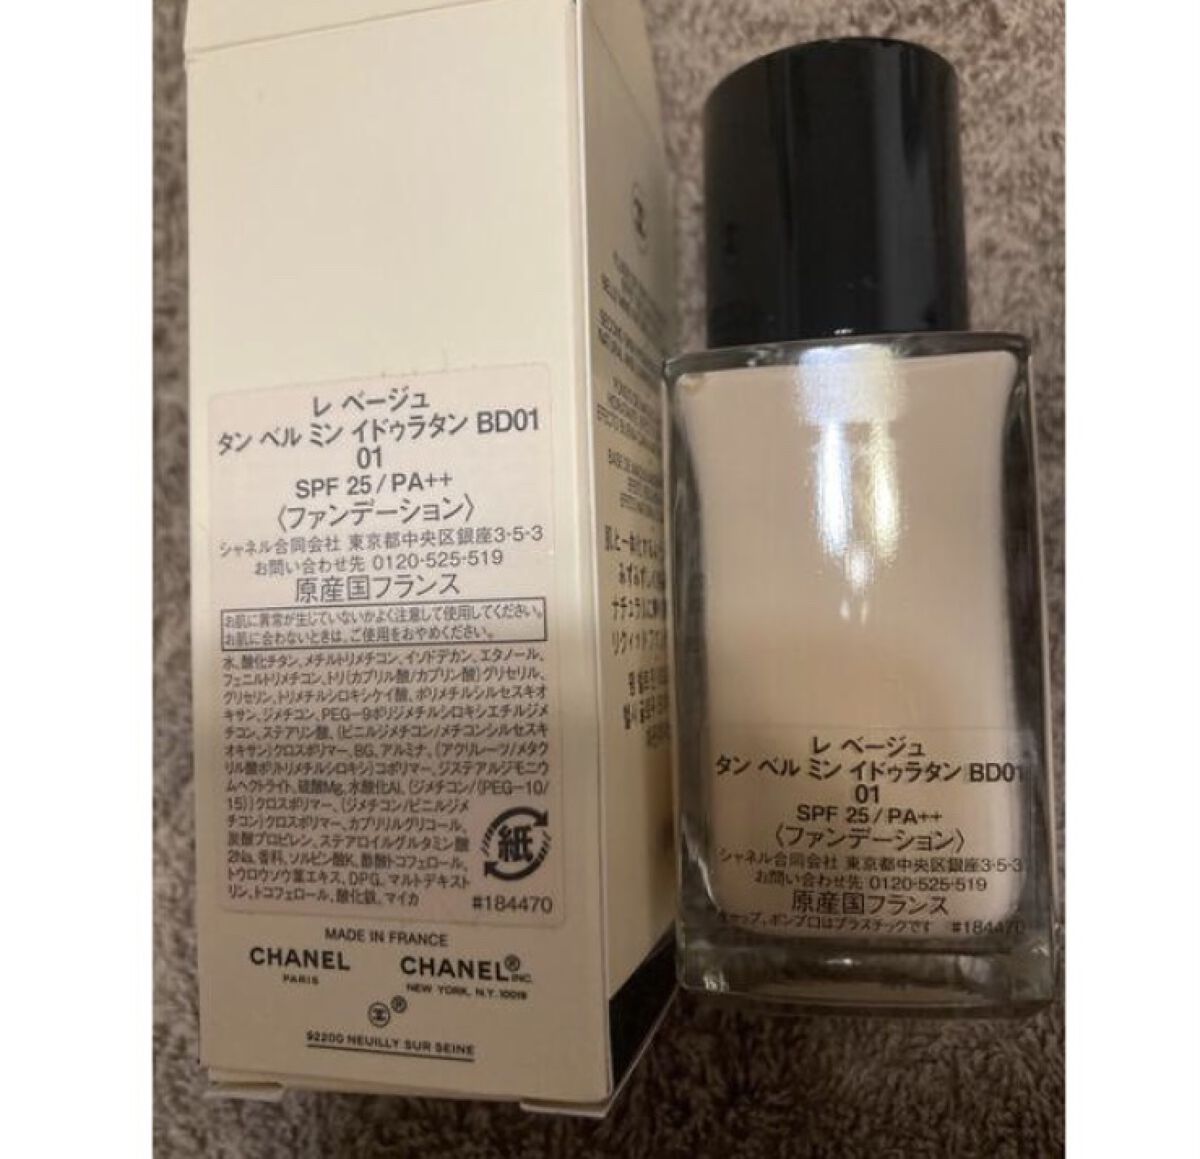 レ ベージュ
タン ベル ミン イドゥラタン BD01
01
SPF 25/PA++
〈ファンデーション〉
シャネル合同会社 東京都中央区銀座3-5-3
お問い合わせ先 0120-525-519
原産国フランス
お肌に異常が生じていないかよく注意して使用してください。
お肌に合わないときは、ご使用をおやめください。
水、酸化チタン、メチルトリメチコン、イソドデカン、エタノール、
フェニルトリメチコン、トリ(カプリル酸/カプリン酸)グリセリル、
グリセリン、トリメチルシロキシケイ酸、ポリメチルシルセスキオ
キサン、ジメチコン、PEG-9ポリジメチルシロキシエチルジメ
チコン、ステアリン酸、(ビニルジメチコン/メチコンシルセスキ
オキサン)クロスポリマー、BG、アルミナ、(アクリレーツ/メタク
リル酸ポリトリメチルシロキシ)コポリマー、ジステアルジモニウ
ムヘクトライト、硫酸Mg、水酸化Al、(ジメチコン/(PEG-10/
15))クロスポリマー、(ジメチコン/ビニルジメ
チコン)クロスポリマー、カプリリルグリコール、
炭酸プロピレン、ステアロイルグルタミン酸
2Na、香料、ソルビン酸K、酢酸トコフェロール、
トウロウソウ葉エキス、DPG、マルトデキスト
リン、トコフェロール、酸化鉄、マイカ
紙
#184470
MADE IN FRANCE
CHANEL
PARIS
CHANEL®INC.
NEW YORK, N.Y. 10019
®
92200 NEUILLY SUR SEINE
レ ベージュ
タン ベル ミン イドゥラタン BD01
01
SPF 25/PA++
〈ファンデーション〉
シャネル合同会社 東京都中央区銀座3-5-3
お問い合わせ先 0120-525-519
原産国フランス
キャップ、ポンプ口はプラスチックです #184470